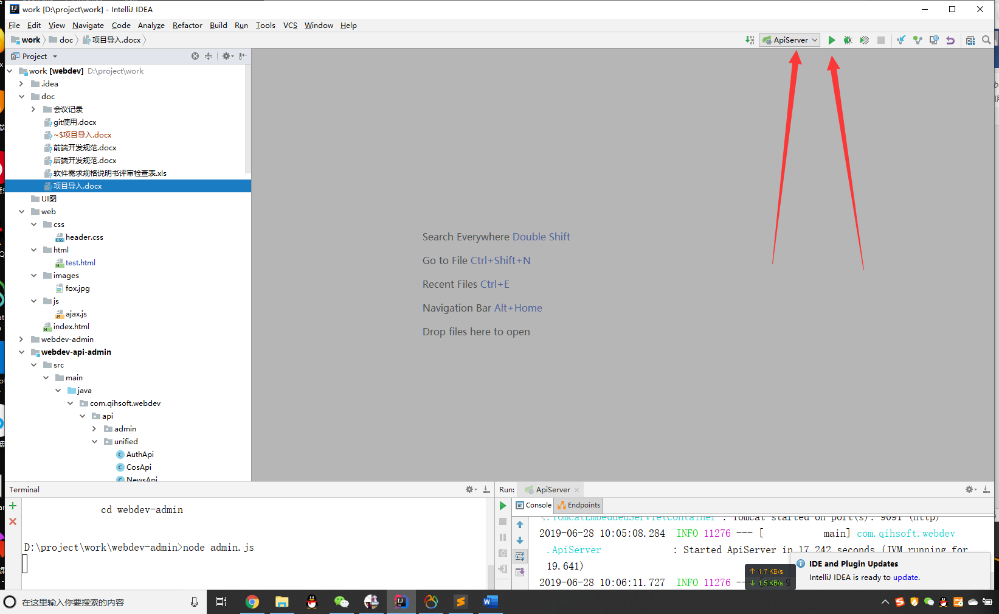 work [D:\project\work] - IntelliJ IDEA
File Edit View Navigate Code Analyze Refactor Build Run Tools VCS Window Help
work doc 项目导入.docx
ApiServer
Project
work [webdev] D:\project\work
.idea
doc
会议记录
git使用.docx
~$项目导入.docx
前端开发规范.docx
后端开发规范.docx
软件需求规格说明书评审检查表.xls
项目导入.docx
UI图
web
css
header.css
html
test.html
images
fox.jpg
js
ajax.js
index.html
webdev-admin
webdev-api-admin
src
main
java
com.qihsoft.webdev
api
admin
unified
AuthApi
CosApi
NewsApi
Search Everywhere Double Shift
Go to File Ctrl+Shift+N
Recent Files Ctrl+E
Navigation Bar Alt+Home
Drop files here to open
Terminal
cd webdev-admin
D:\project\work\webdev-admin>node admin.js
Run: ApiServer
Console Endpoints
.TomcatEmbeddedServletContainer : Tomcat started on port(s): 9091 (http)
2019-06-28 10:05:08.284 INFO 11276 --- [ main] com.qihsoft.webdev
.ApiServer : Started ApiServer in 17.242 seconds (JVM running for
19.641)
2019-06-28 10:06:11.727 INFO 11276 ---
↑ 1.7 KB/s
↓ 1.5 KB/s
IDE and Plugin Updates
IntelliJ IDEA is ready to update.
在这里输入你要搜索的内容